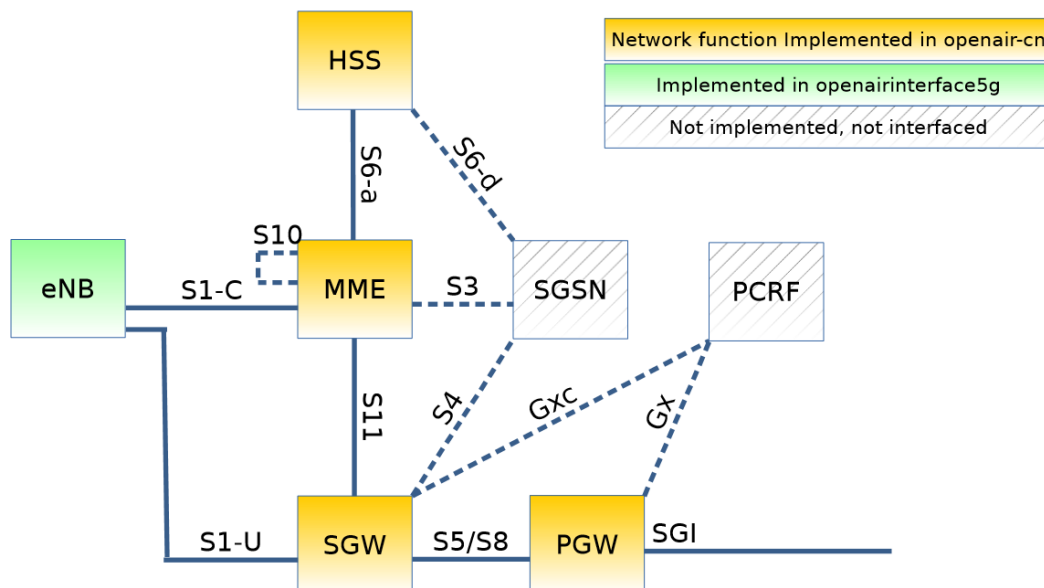 HSS
Network function Implemented in openair-cn
Implemented in openairinterface5g
Not implemented, not interfaced
S6-a
S6-d
S10
eNB
S1-C
MME
S3
SGSN
PCRF
S11
S4
Gxc
Gx
S1-U
SGW
S5/S8
PGW
SGI